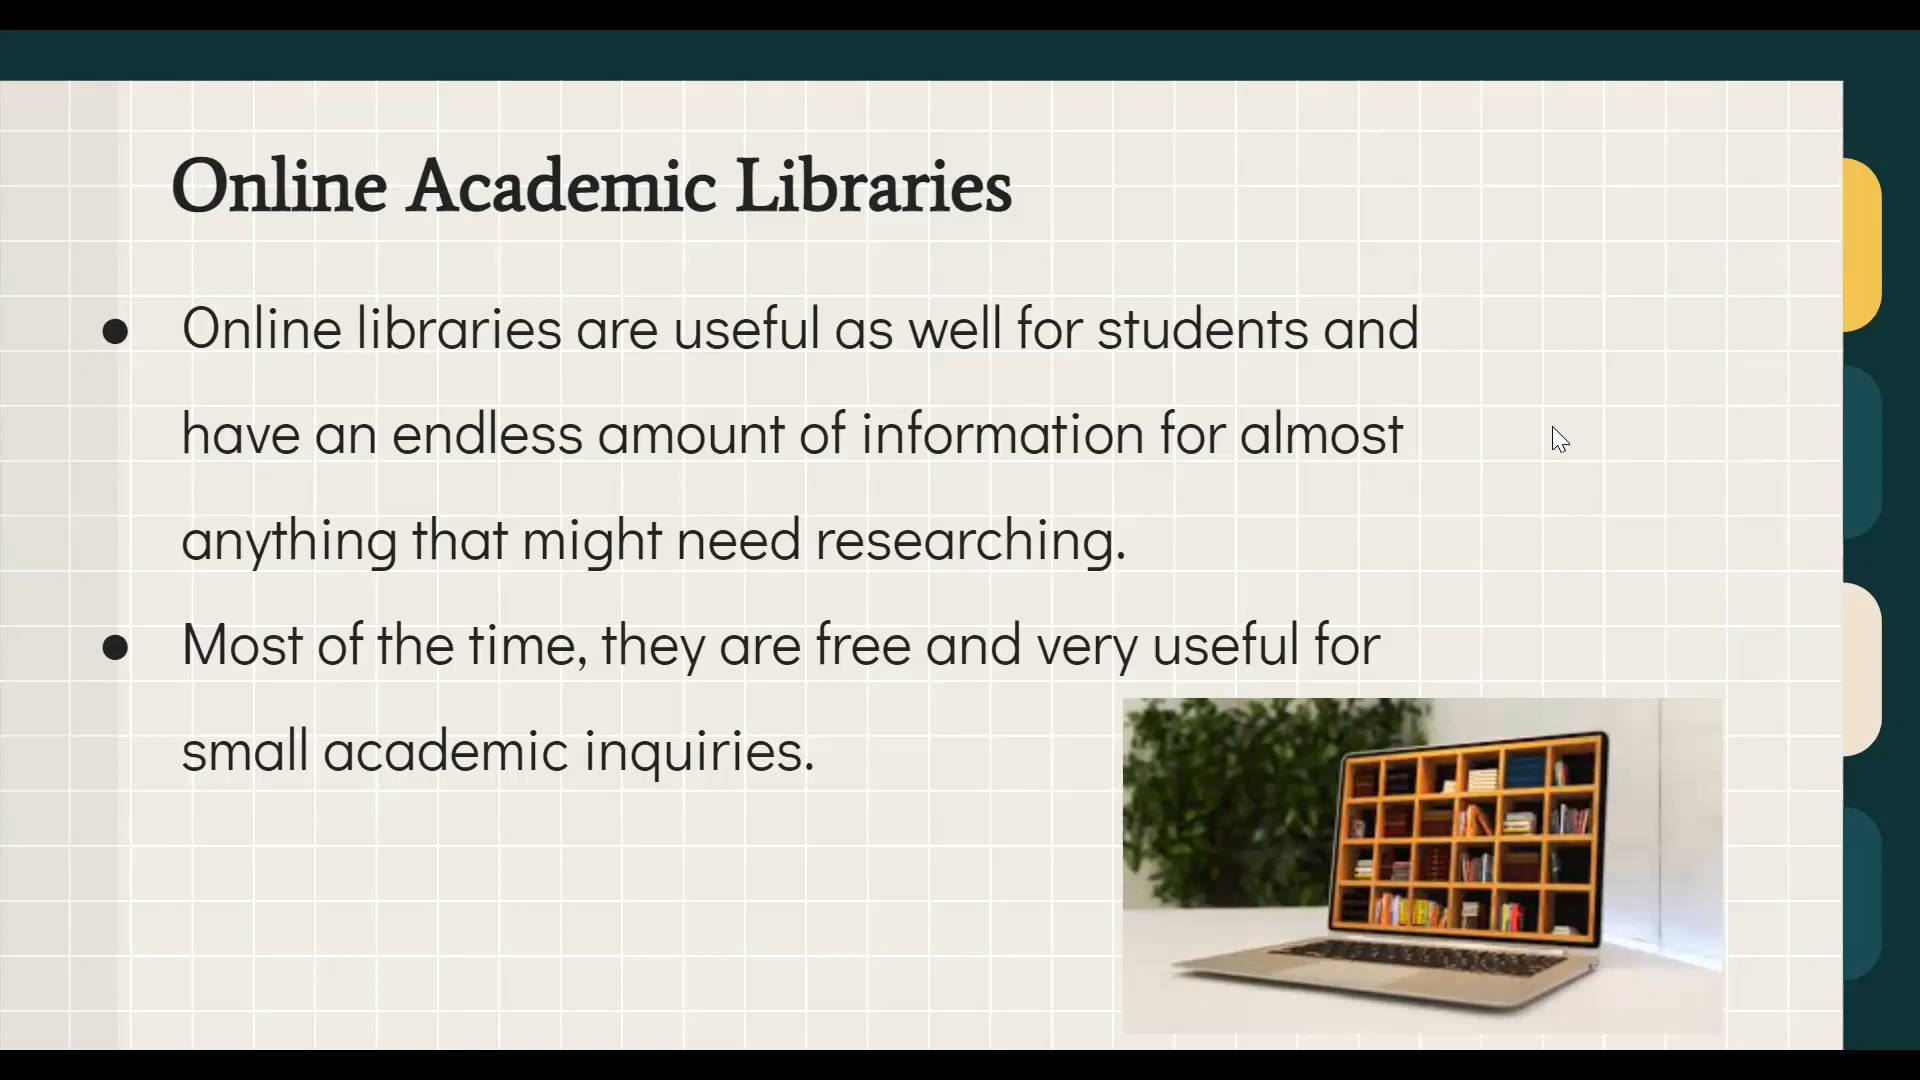 Online Academic Libraries
● Online libraries are useful as well for students and
have an endless amount of information for almost
anything that might need researching.
● Most of the time, they are free and very useful for
small academic inquiries.